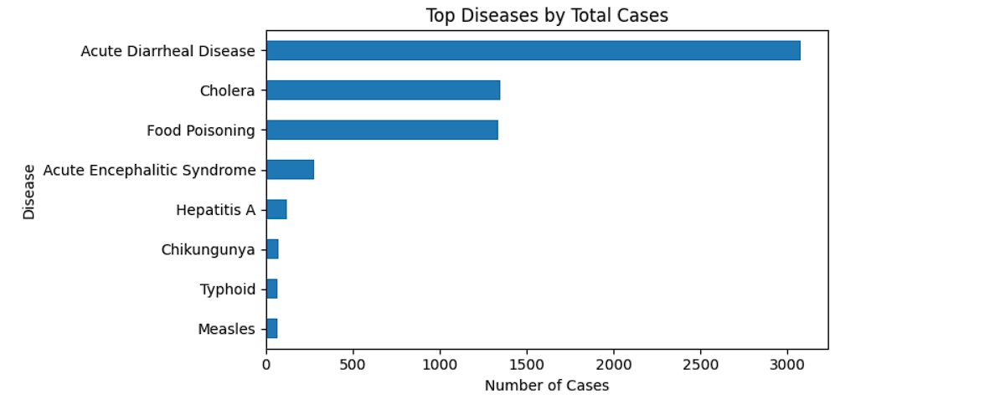 Top Diseases by Total Cases
Disease
Acute Diarrheal Disease
Cholera
Food Poisoning
Acute Encephalitic Syndrome
Hepatitis A
Chikungunya
Typhoid
Measles
0 500 1000 1500 2000 2500 3000
Number of Cases